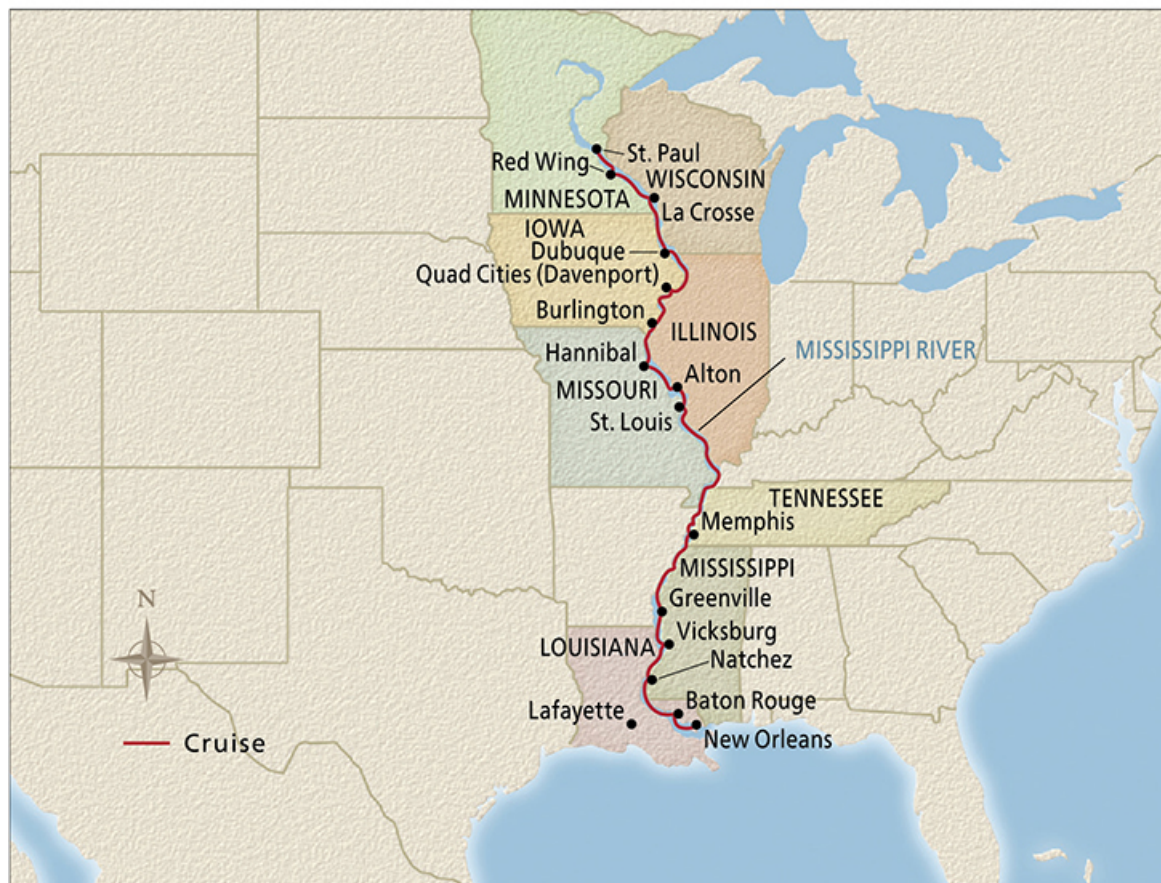 St. Paul
Red Wing
WISCONSIN
MINNESOTA
La Crosse
IOWA
Dubuque
Quad Cities (Davenport)
Burlington
ILLINOIS
MISSISSIPPI RIVER
Hannibal
Alton
MISSOURI
St. Louis
TENNESSEE
Memphis
MISSISSIPPI
Greenville
N
Vicksburg
LOUISIANA
Natchez
Baton Rouge
Lafayette
New Orleans
Cruise